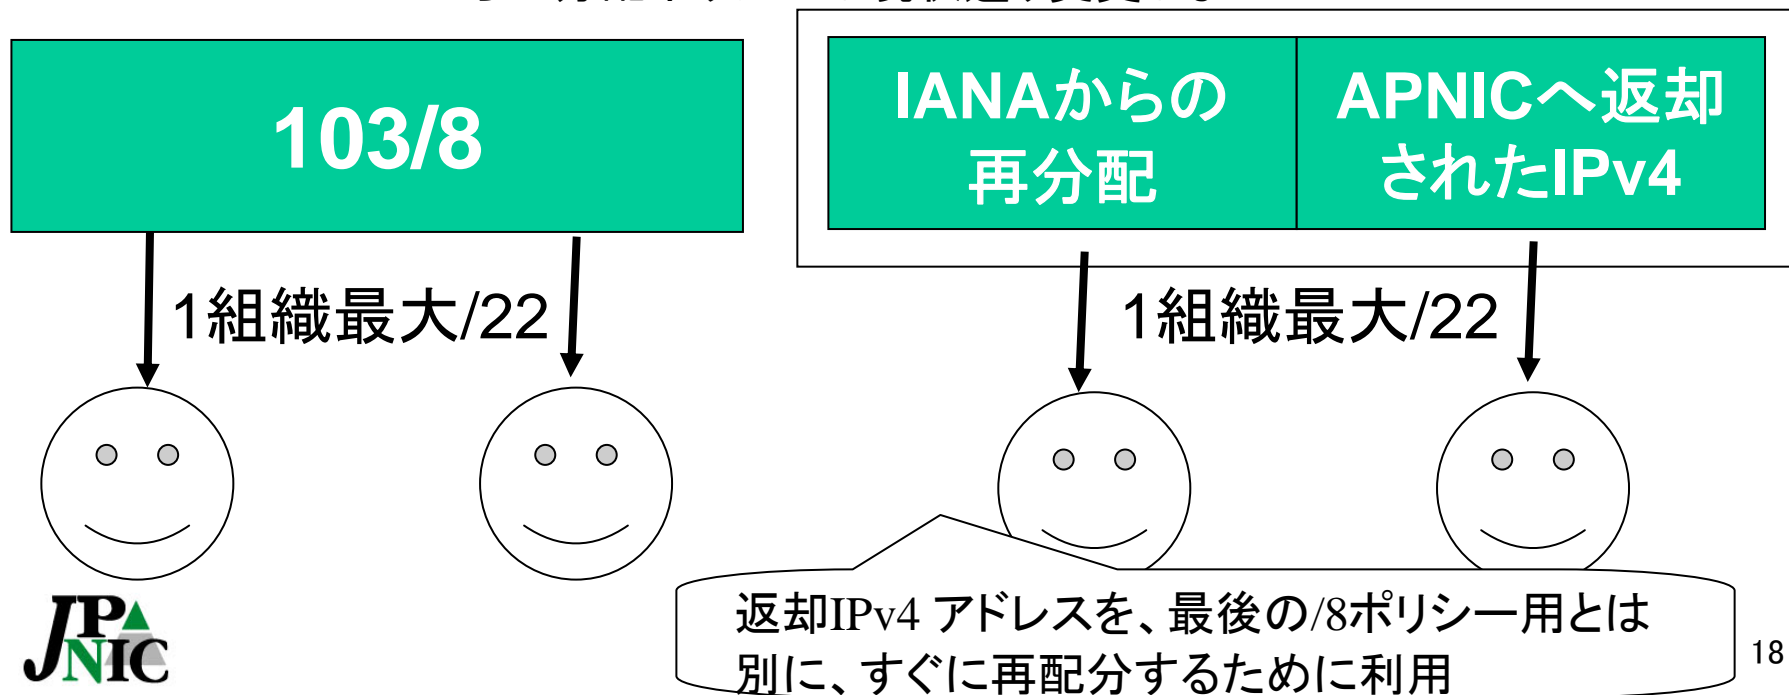 103/8
IANAからの
再分配
APNICへ返却
されたIPv4
1組織最大/22
1組織最大/22
返却IPv4 アドレスを、最後の/8ポリシー用とは
別に、すぐに再配分するために利用
JPNIC
18